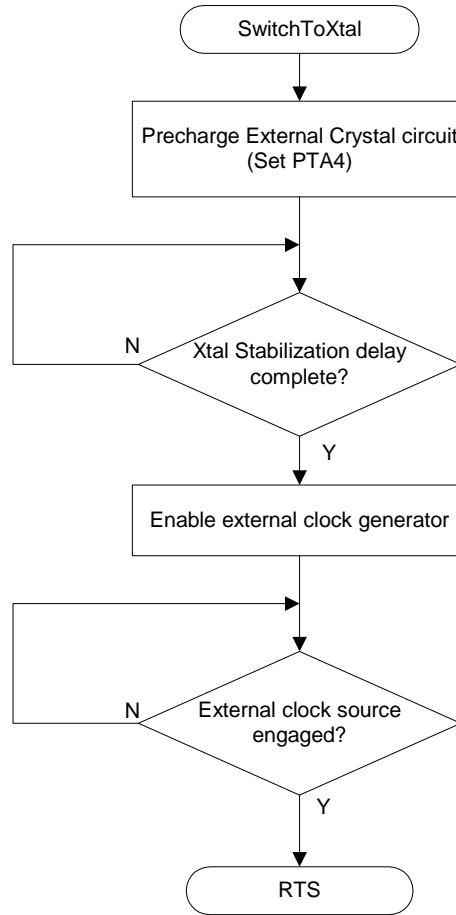 SwitchToXtal
Precharge External Crystal circuit
(Set PTA4)
N
Xtal Stabilization delay
complete?
Y
Enable external clock generator
N
External clock source
engaged?
Y
RTS